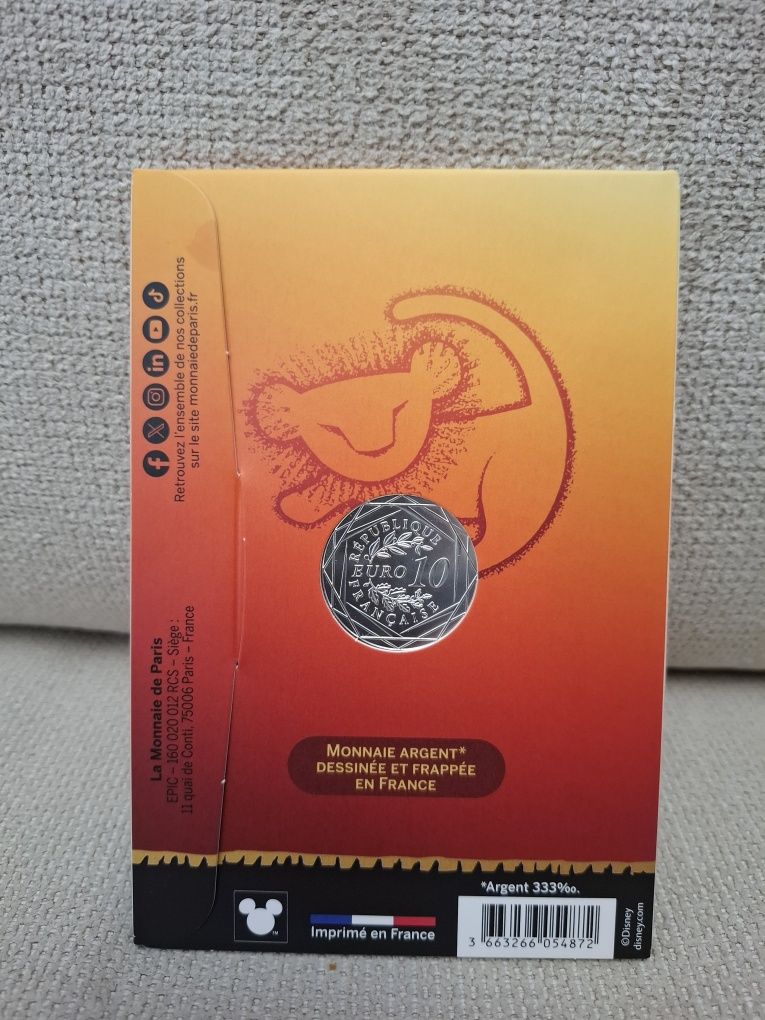 Retrouvez l'ensemble de nos collections
sur le site monnaiedeparis.fr
La Monnaie de Paris
EPIC – 160 020 012 RCS – Siège :
11 quai de Conti, 75006 Paris – France
RÉPUBLIQUE
EURO 10
FRANÇAISE
MONNAIE ARGENT*
DESSINÉE ET FRAPPÉE
EN FRANCE
*Argent 333‰.
Imprimé en France
3 663266 054872
©Disney
disney.com
TM